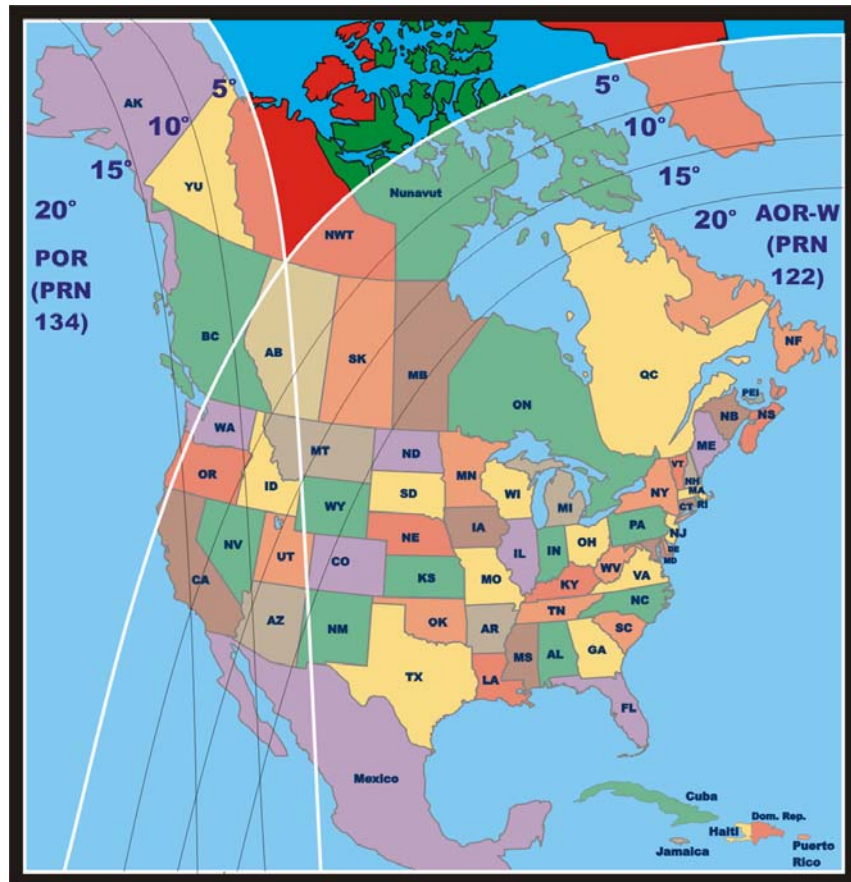 AK
5°
10°
15°
20°
POR
(PRN
134)
YU
NWT
Nunavut
5°
10°
15°
20°
AOR-W
(PRN
122)
BC
AB
SK
MB
ON
QC
NF
PEI
NB
NS
ME
WA
MT
ND
MN
OR
ID
WY
SD
WI
MI
NY
VT
NH
MA
CT
RI
NV
UT
CO
NE
IA
IL
IN
OH
PA
NJ
DE
MD
WV
VA
CA
KS
MO
KY
AZ
NM
OK
AR
TN
NC
SC
TX
LA
MS
AL
GA
FL
Mexico
Cuba
Dom. Rep.
Haiti
Jamaica
Puerto
Rico